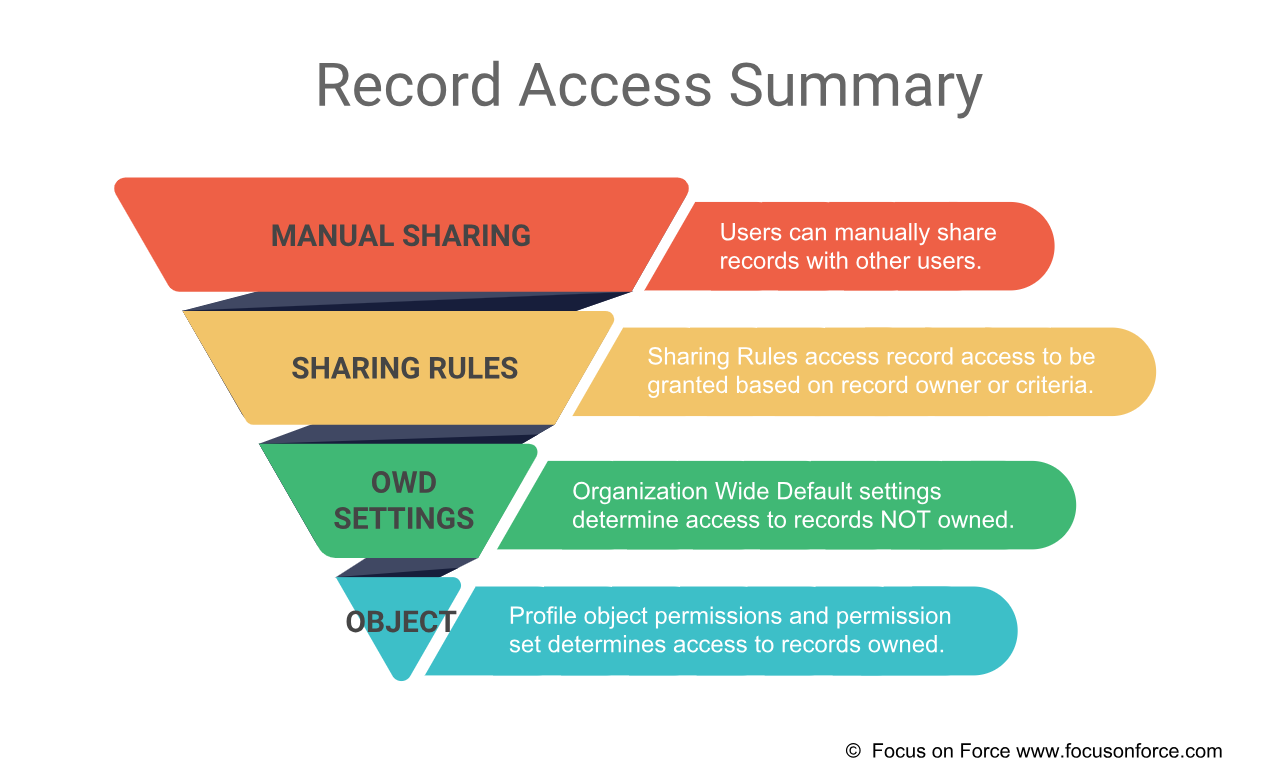 Record Access Summary
MANUAL SHARING
Users can manually share
records with other users.
SHARING RULES
Sharing Rules access record access to be
granted based on record owner or criteria.
OWD
SETTINGS
Organization Wide Default settings
determine access to records NOT owned.
OBJECT
Profile object permissions and permission
set determines access to records owned.
© Focus on Force www.focusonforce.com